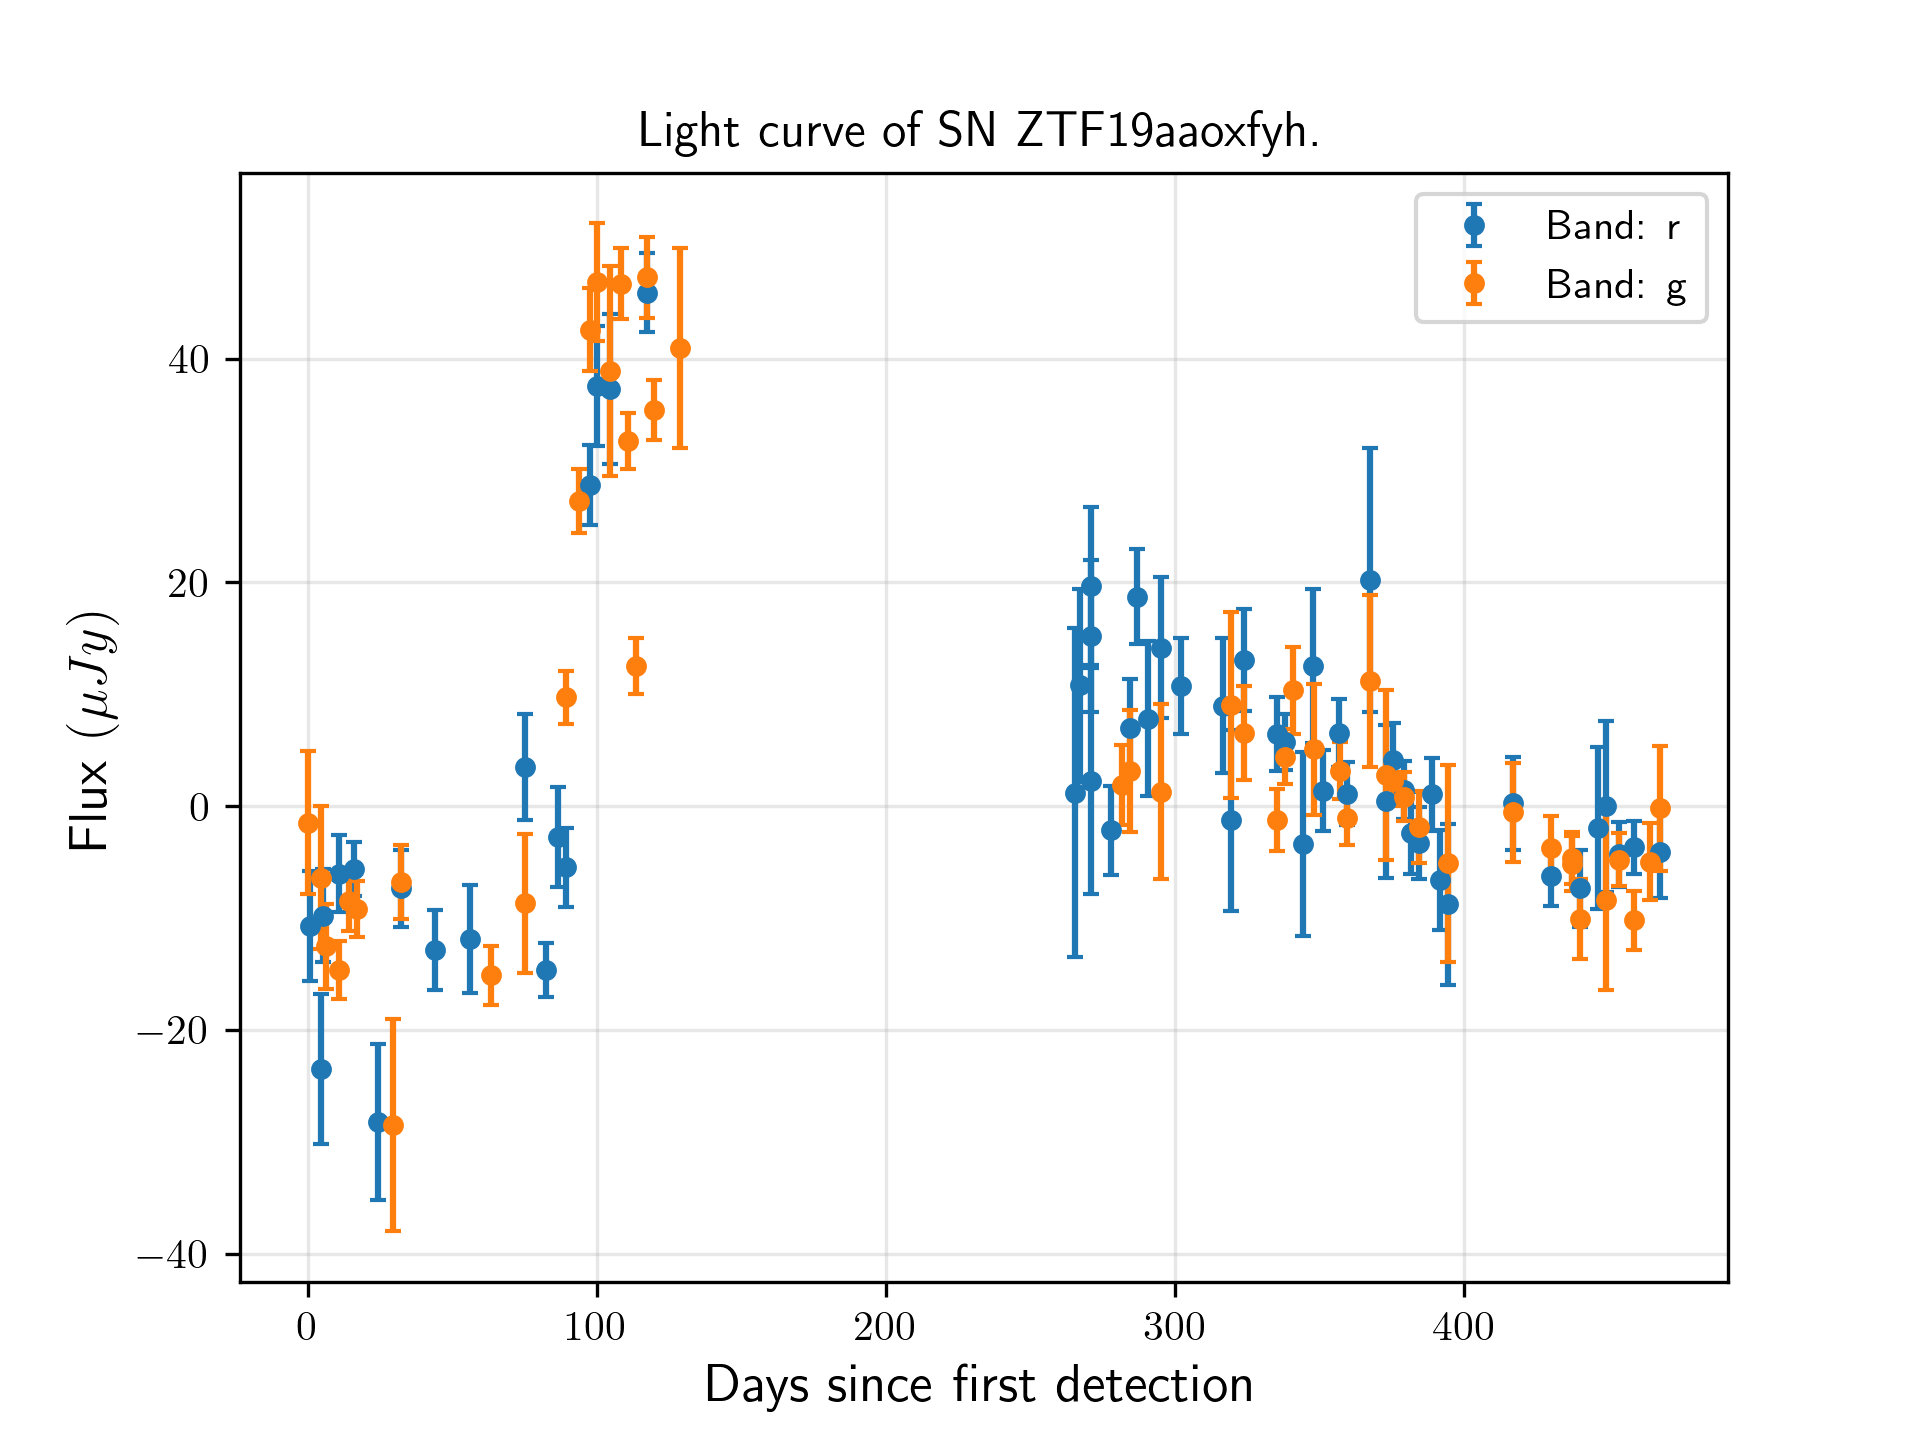 Light curve of SN ZTF19aaoxfyh.
Band: r
Band: g
40
20
0
−20
−40
Flux (μJy)
0 100 200 300 400
Days since first detection